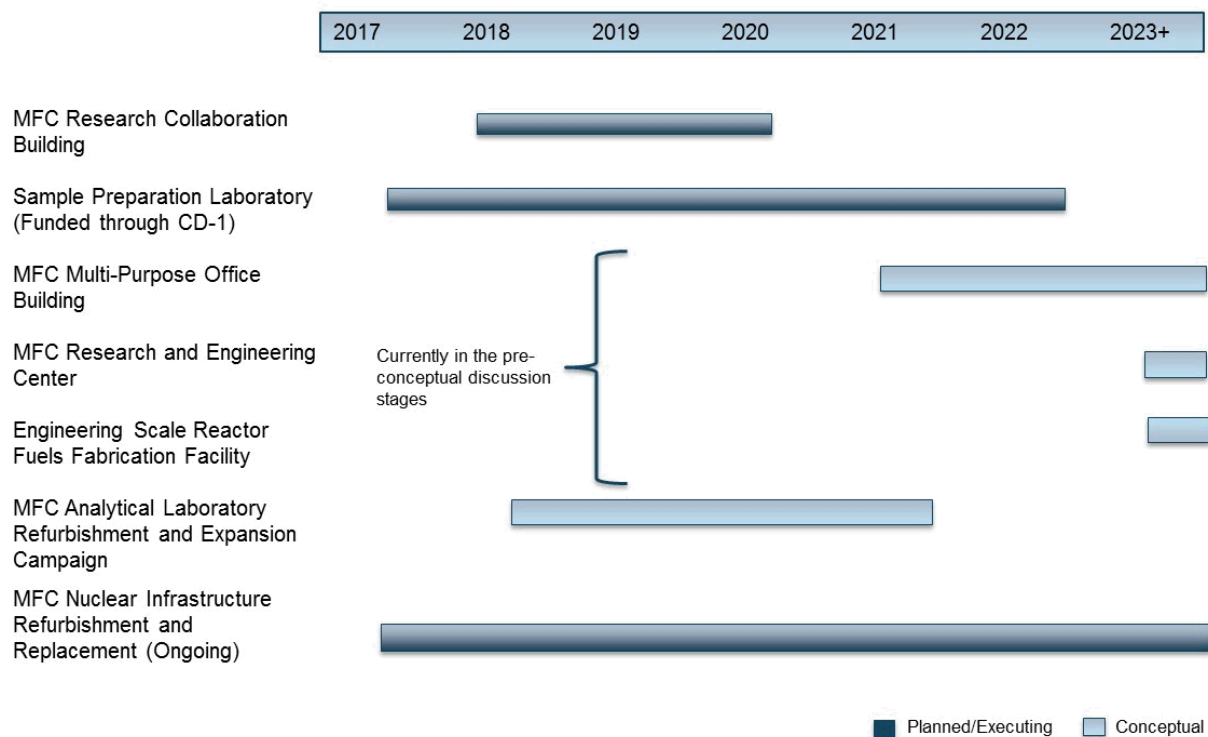 2017 2018 2019 2020 2021 2022 2023+
MFC Research Collaboration
Building
Sample Preparation Laboratory
(Funded through CD-1)
MFC Multi-Purpose Office
Building
MFC Research and Engineering
Center
Currently in the pre-
conceptual discussion
stages
Engineering Scale Reactor
Fuels Fabrication Facility
MFC Analytical Laboratory
Refurbishment and Expansion
Campaign
MFC Nuclear Infrastructure
Refurbishment and
Replacement (Ongoing)
Planned/Executing Conceptual